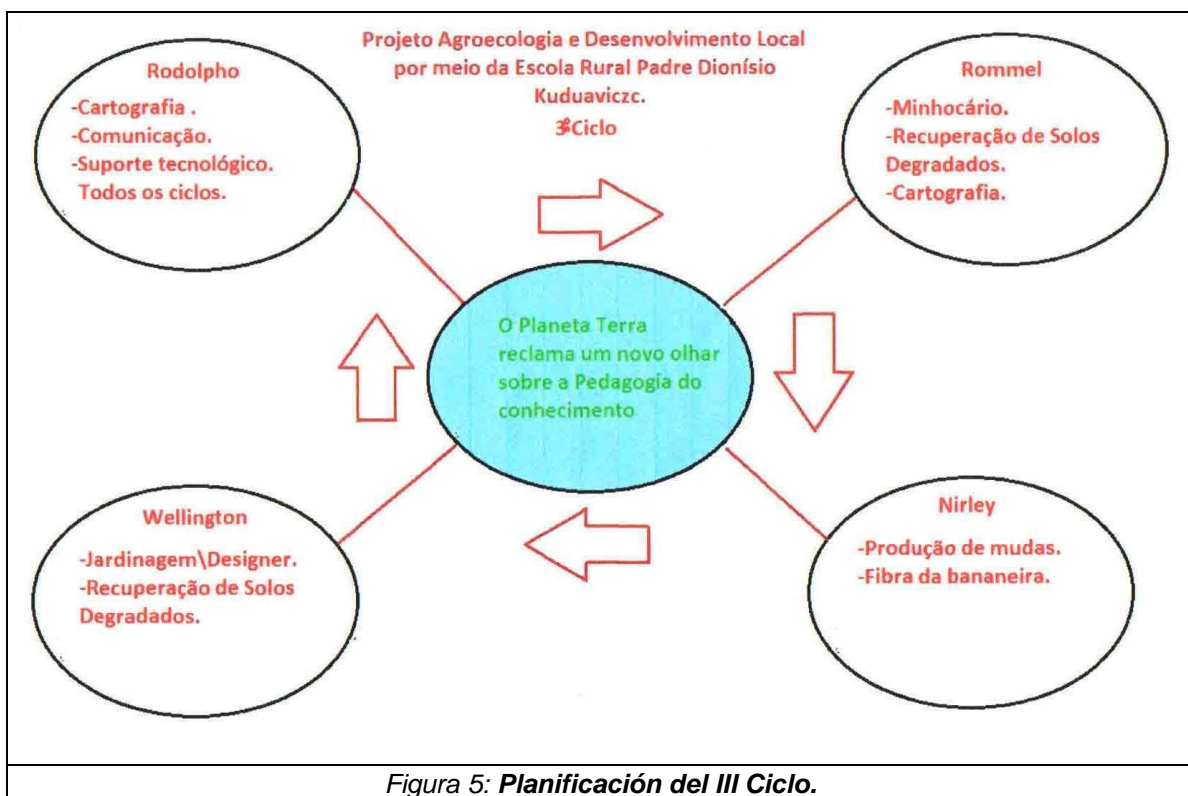 Projeto Agroecologia e Desenvolvimento Local
por meio da Escola Rural Padre Dionísio
Kuduaviczc.
3ºCiclo
Rodolpho
-Cartografia .
-Comunicação.
-Suporte tecnológico.
Todos os ciclos.
Rommel
-Minhocário.
-Recuperação de Solos
Degradados.
-Cartografia.
O Planeta Terra
reclama um novo olhar
sobre a Pedagogia do
conhecimento
Wellington
-Jardinagem\Designer.
-Recuperação de Solos
Degradados.
Nirley
-Produção de mudas.
-Fibra da bananeira.
Figura 5: Planificación del III Ciclo.